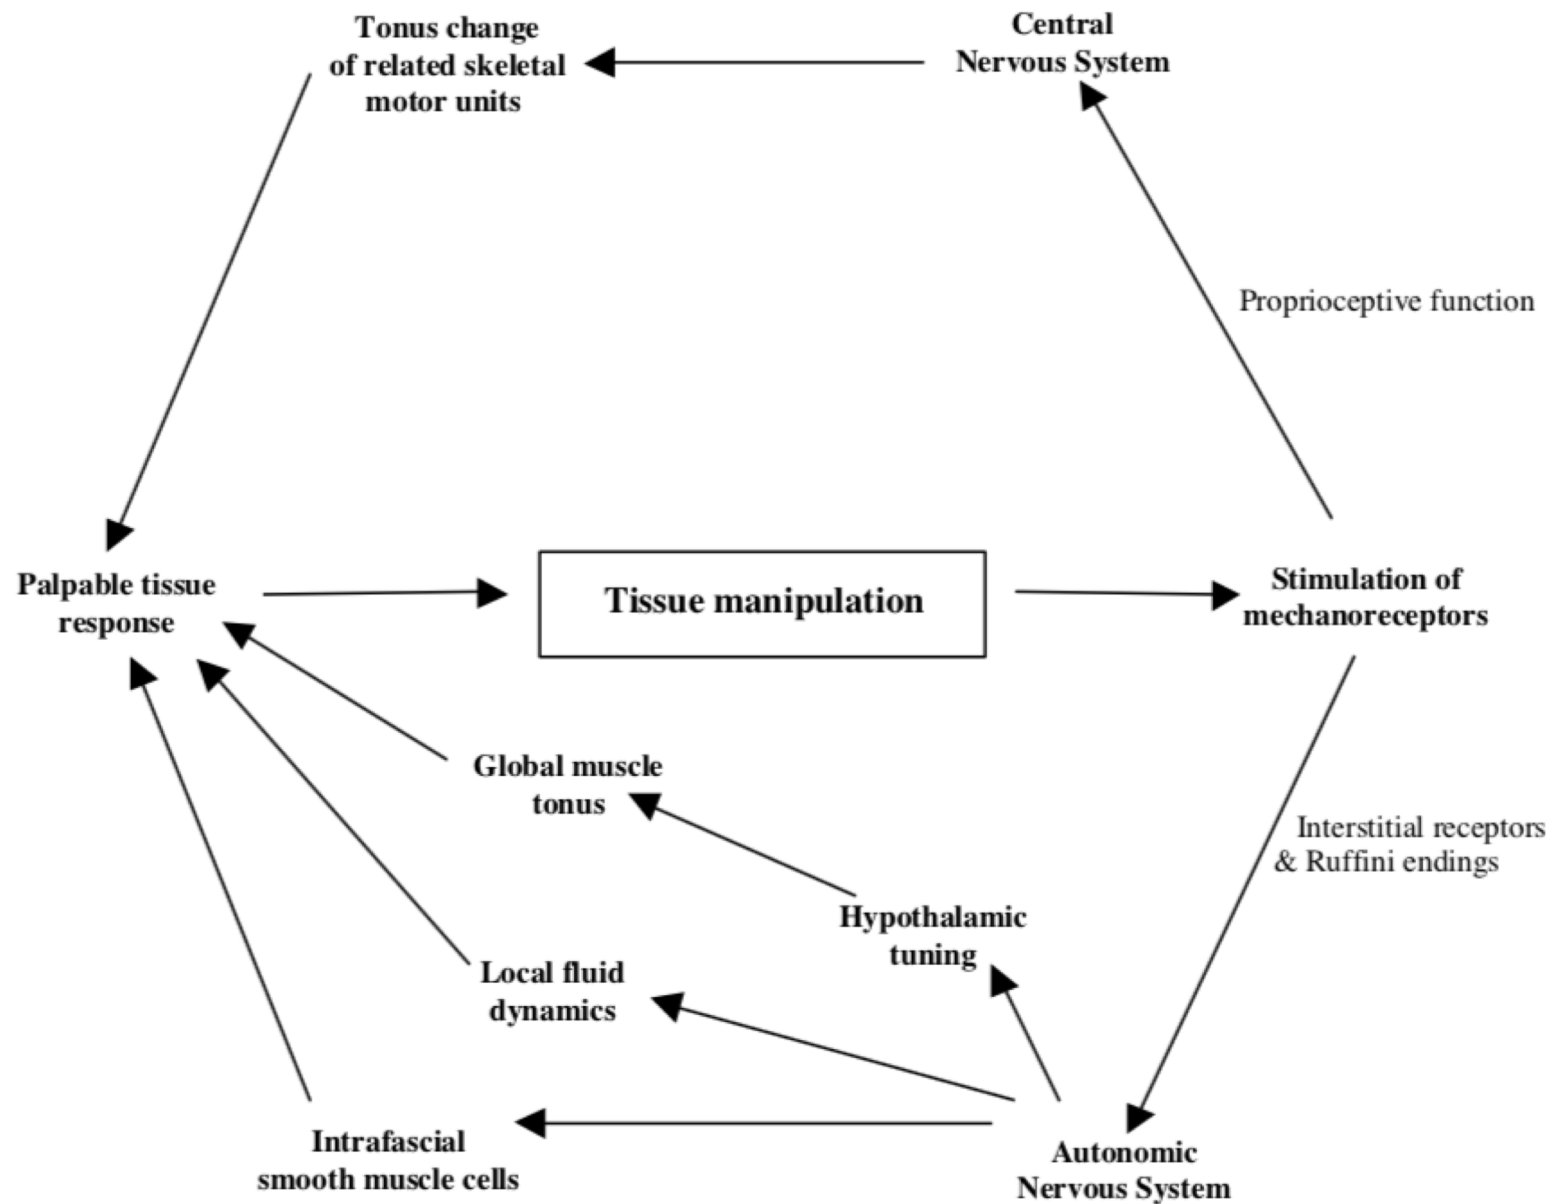 Tonus change
of related skeletal
motor units
Central
Nervous System
Proprioceptive function
Palpable tissue
response
Tissue manipulation
Stimulation of
mechanoreceptors
Global muscle
tonus
Interstitial receptors
& Ruffini endings
Hypothalamic
tuning
Local fluid
dynamics
Intrafascial
smooth muscle cells
Autonomic
Nervous System